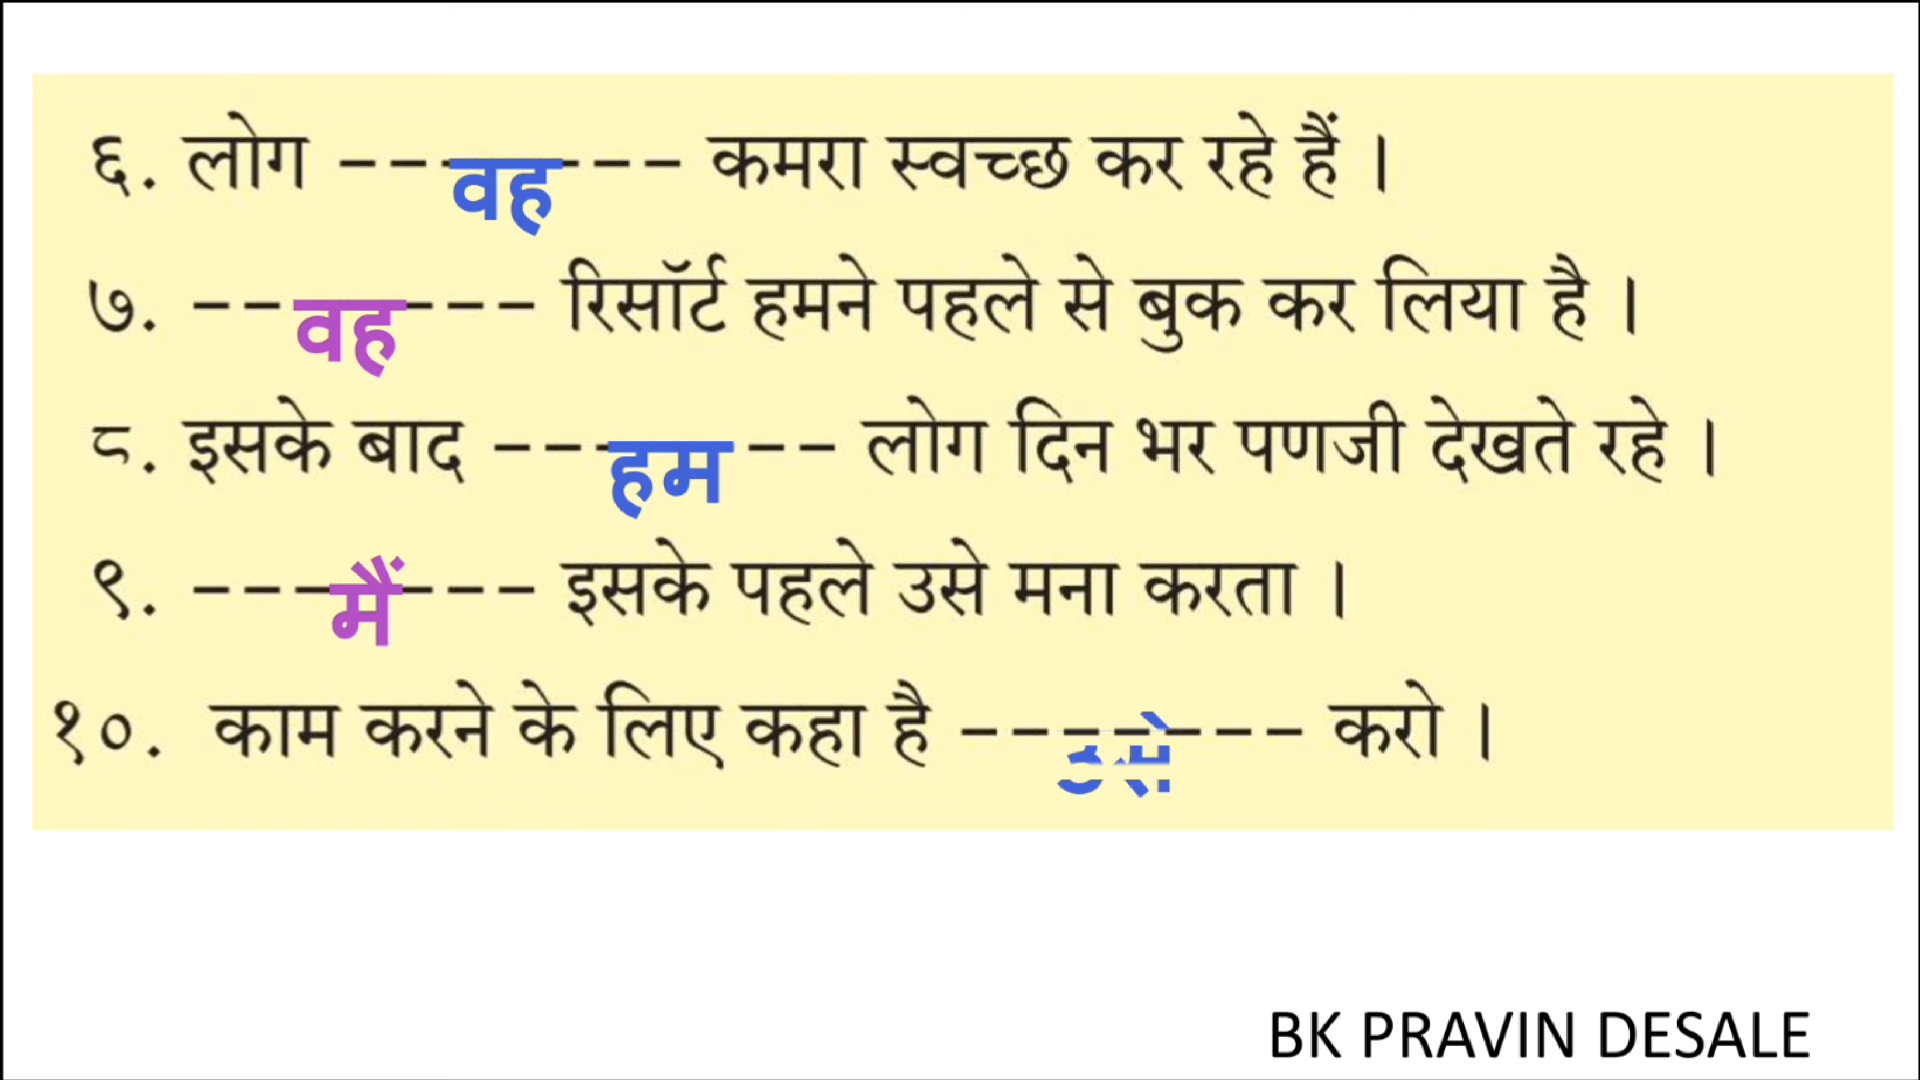 ६. लोग ---वह--- कमरा स्वच्छ कर रहे हैं ।
७. --वह--- रिसॉर्ट हमने पहले से बुक कर लिया है ।
८. इसके बाद ---हम-- लोग दिन भर पणजी देखते रहे ।
९. ---मैं--- इसके पहले उसे मना करता ।
१०. काम करने के लिए कहा है ------- करो ।
BK PRAVIN DESALE